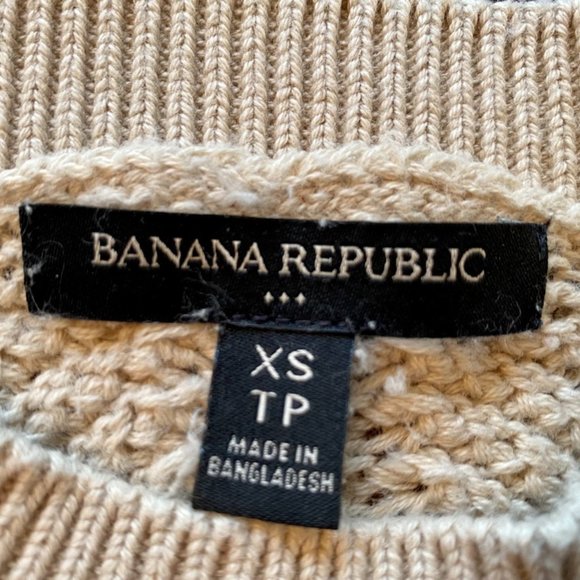 BANANA REPUBLIC
XS
TP
MADE IN
BANGLADESH